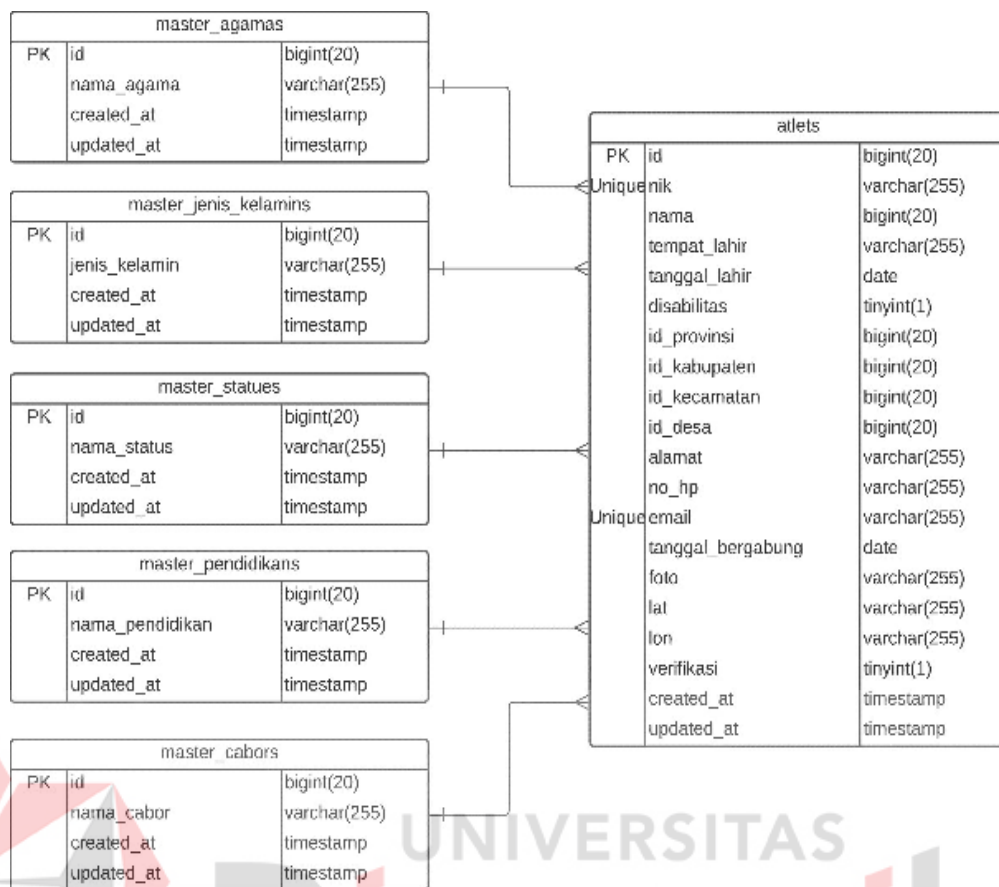 master_agamas
PK id bigint(20)
nama_agama varchar(255)
created_at timestamp
updated_at timestamp
master_jenis_kelamins
PK id bigint(20)
jenis_kelamin varchar(255)
created_at timestamp
updated_at timestamp
master_statues
PK id bigint(20)
nama_status varchar(255)
created_at timestamp
updated_at timestamp
master_pendidikans
PK id bigint(20)
nama_pendidikan varchar(255)
created_at timestamp
updated_at timestamp
master_cabors
PK id bigint(20)
nama_cabor varchar(255)
created_at timestamp
updated_at timestamp
atlets
PK id bigint(20)
Unique nik varchar(255)
nama bigint(20)
tempat_lahir varchar(255)
tanggal_lahir date
disabilitas tinyint(1)
id_provinsi bigint(20)
id_kabupaten bigint(20)
id_kecamatan bigint(20)
id_desa bigint(20)
alamat varchar(255)
no_hp varchar(255)
Unique email varchar(255)
tanggal_bergabung date
foto varchar(255)
lat varchar(255)
lon varchar(255)
verifikasi tinyint(1)
created_at timestamp
updated_at timestamp
UNIVERSITAS